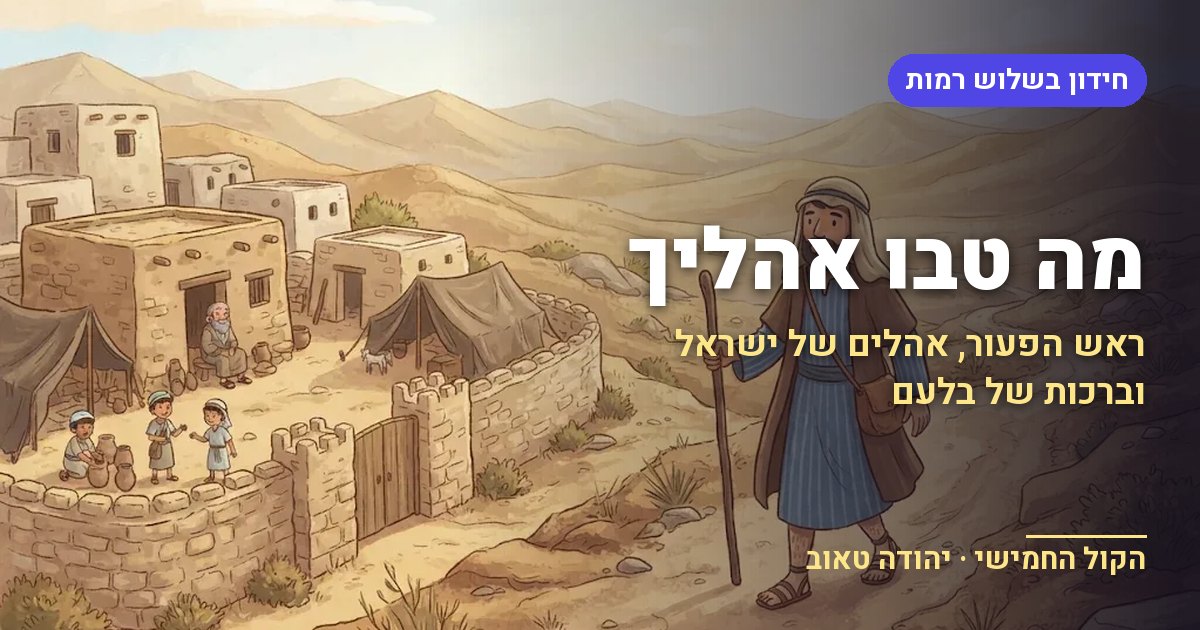 חידון בשלוש רמות
מה טבו אהליך
ראש הפעור, אהלים של ישראל
וברכות של בלעם
הקול החמישי · יהודה טאוב